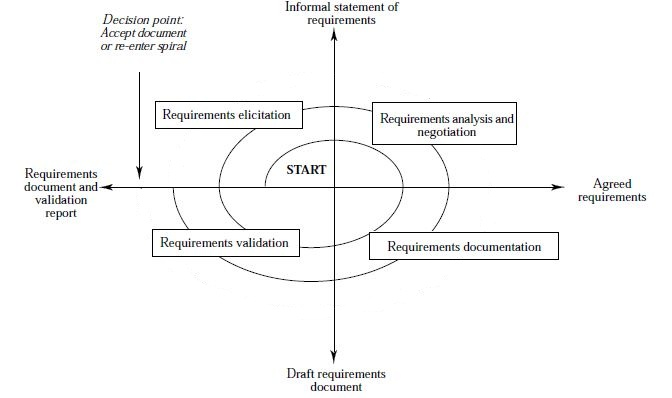 Decision point:
Accept document
or re-enter spiral
Informal statement of
requirements
Requirements elicitation
Requirements analysis and
negotiation
START
Requirements
document and
validation
report
Agreed
requirements
Requirements validation
Requirements documentation
Draft requirements
document